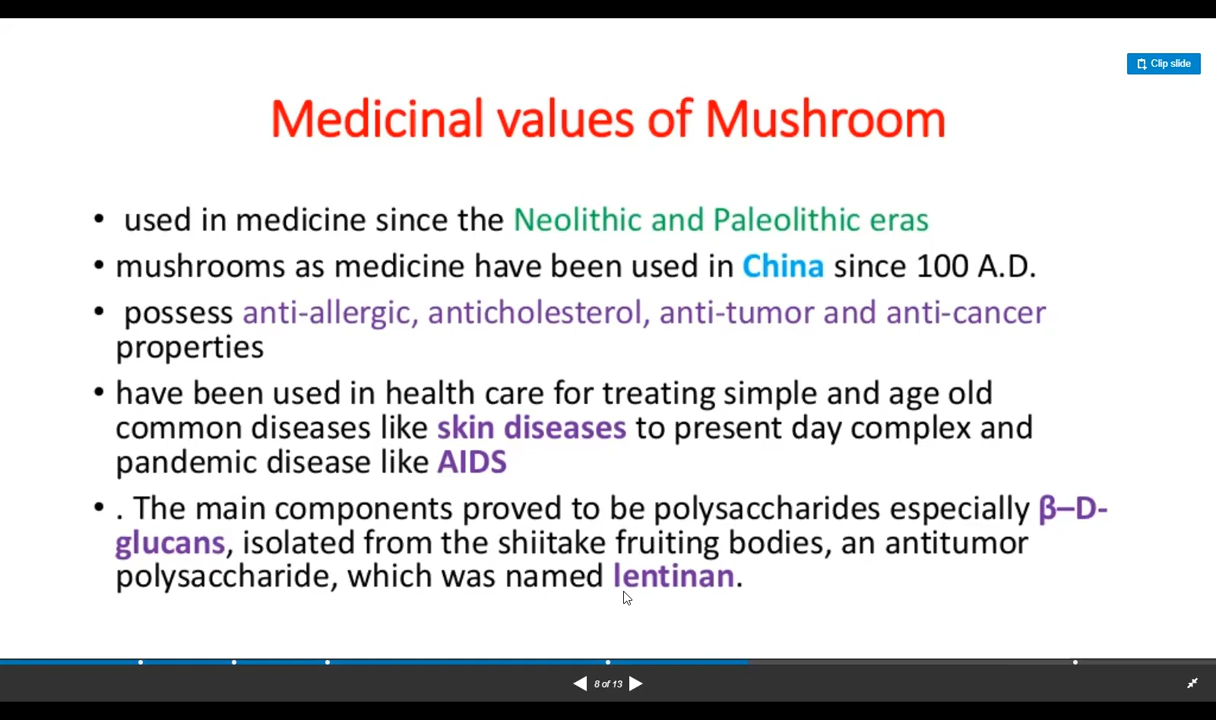 Clip slide
Medicinal values of Mushroom
• used in medicine since the Neolithic and Paleolithic eras
• mushrooms as medicine have been used in China since 100 A.D.
• possess anti-allergic, anticholesterol, anti-tumor and anti-cancer
properties
• have been used in health care for treating simple and age old
common diseases like skin diseases to present day complex and
pandemic disease like AIDS
• . The main components proved to be polysaccharides especially β–D-
glucans, isolated from the shiitake fruiting bodies, an antitumor
polysaccharide, which was named lentinan.
8 of 13